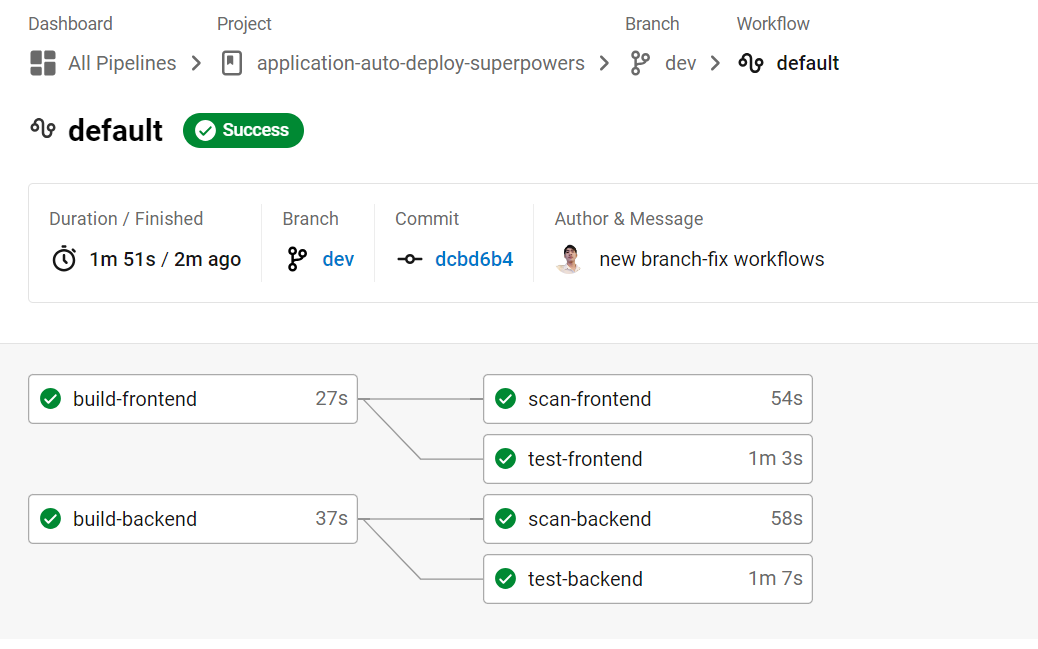 Dashboard Project Branch Workflow
All Pipelines application-auto-deploy-superpowers dev default
default Success
Duration / Finished Branch Commit Author & Message
1m 51s / 2m ago dev dcbd6b4 new branch-fix workflows
build-frontend 27s scan-frontend 54s
test-frontend 1m 3s
build-backend 37s scan-backend 58s
test-backend 1m 7s